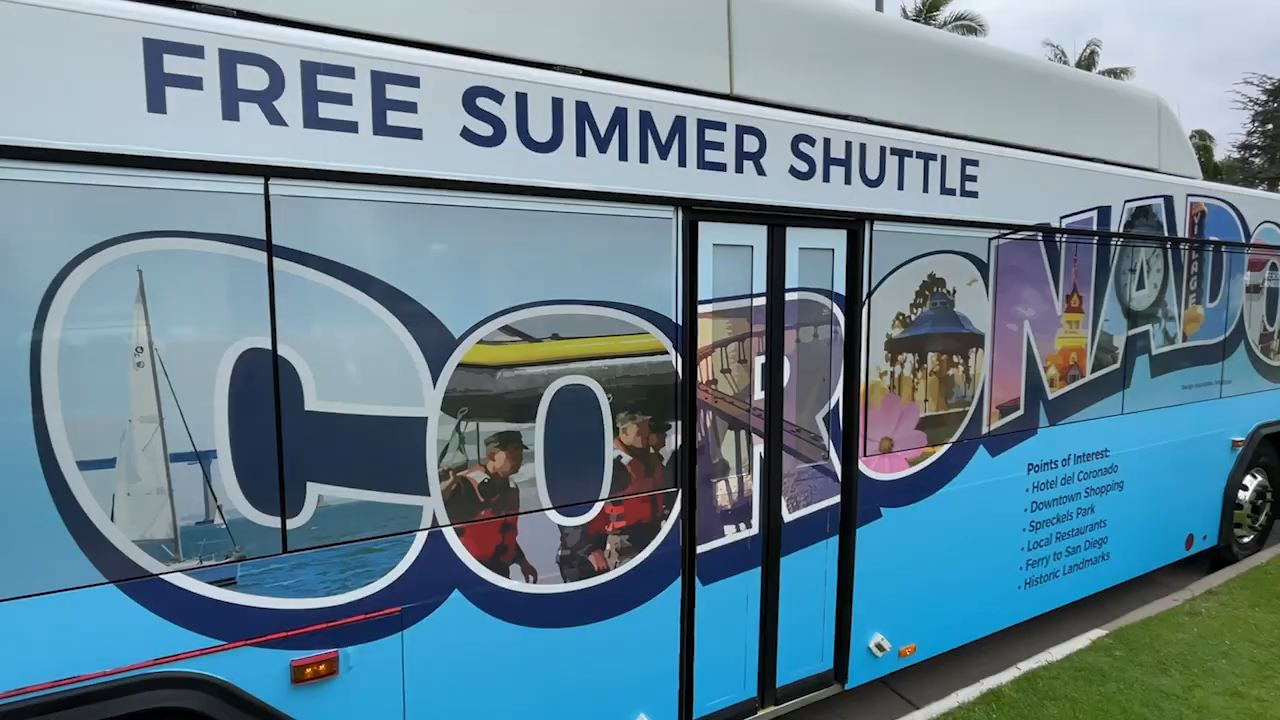 FREE SUMMER SHUTTLE
CORONADO
VILLAGE
Points of Interest:
• Hotel del Coronado
• Downtown Shopping
• Spreckels Park
• Local Restaurants
• Ferry to San Diego
• Historic Landmarks